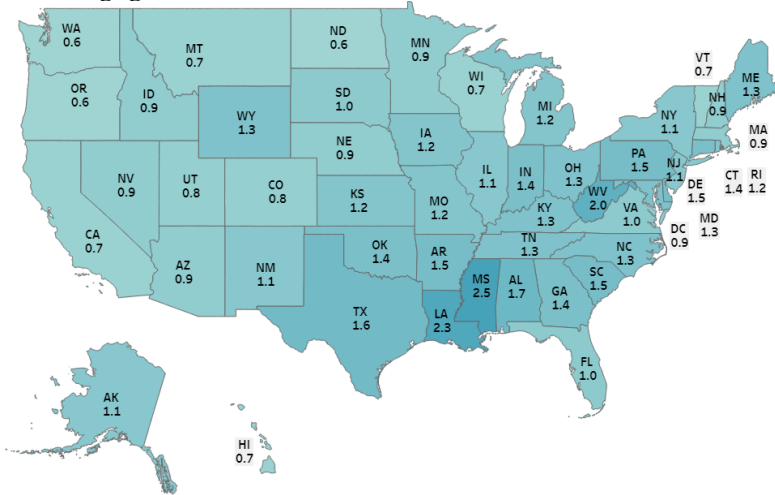 WA
0.6
MT
0.7
ND
0.6
MN
0.9
VT
0.7
ME
1.3
OR
0.6
ID
0.9
SD
1.0
WI
0.7
NH
0.9
WY
1.3
MI
1.2
NY
1.1
MA
0.9
NE
0.9
IA
1.2
PA
1.5
NV
0.9
UT
0.8
CO
0.8
IL
1.1
IN
1.4
OH
1.3
NJ
1.1
DE
1.5
CT
1.4
RI
1.2
KS
1.2
MO
1.2
WV
2.0
VA
1.0
KY
1.3
MD
1.3
DC
0.9
CA
0.7
AZ
0.9
NM
1.1
OK
1.4
AR
1.5
TN
1.3
NC
1.3
SC
1.5
MS
2.5
AL
1.7
GA
1.4
TX
1.6
LA
2.3
FL
1.0
AK
1.1
HI
0.7